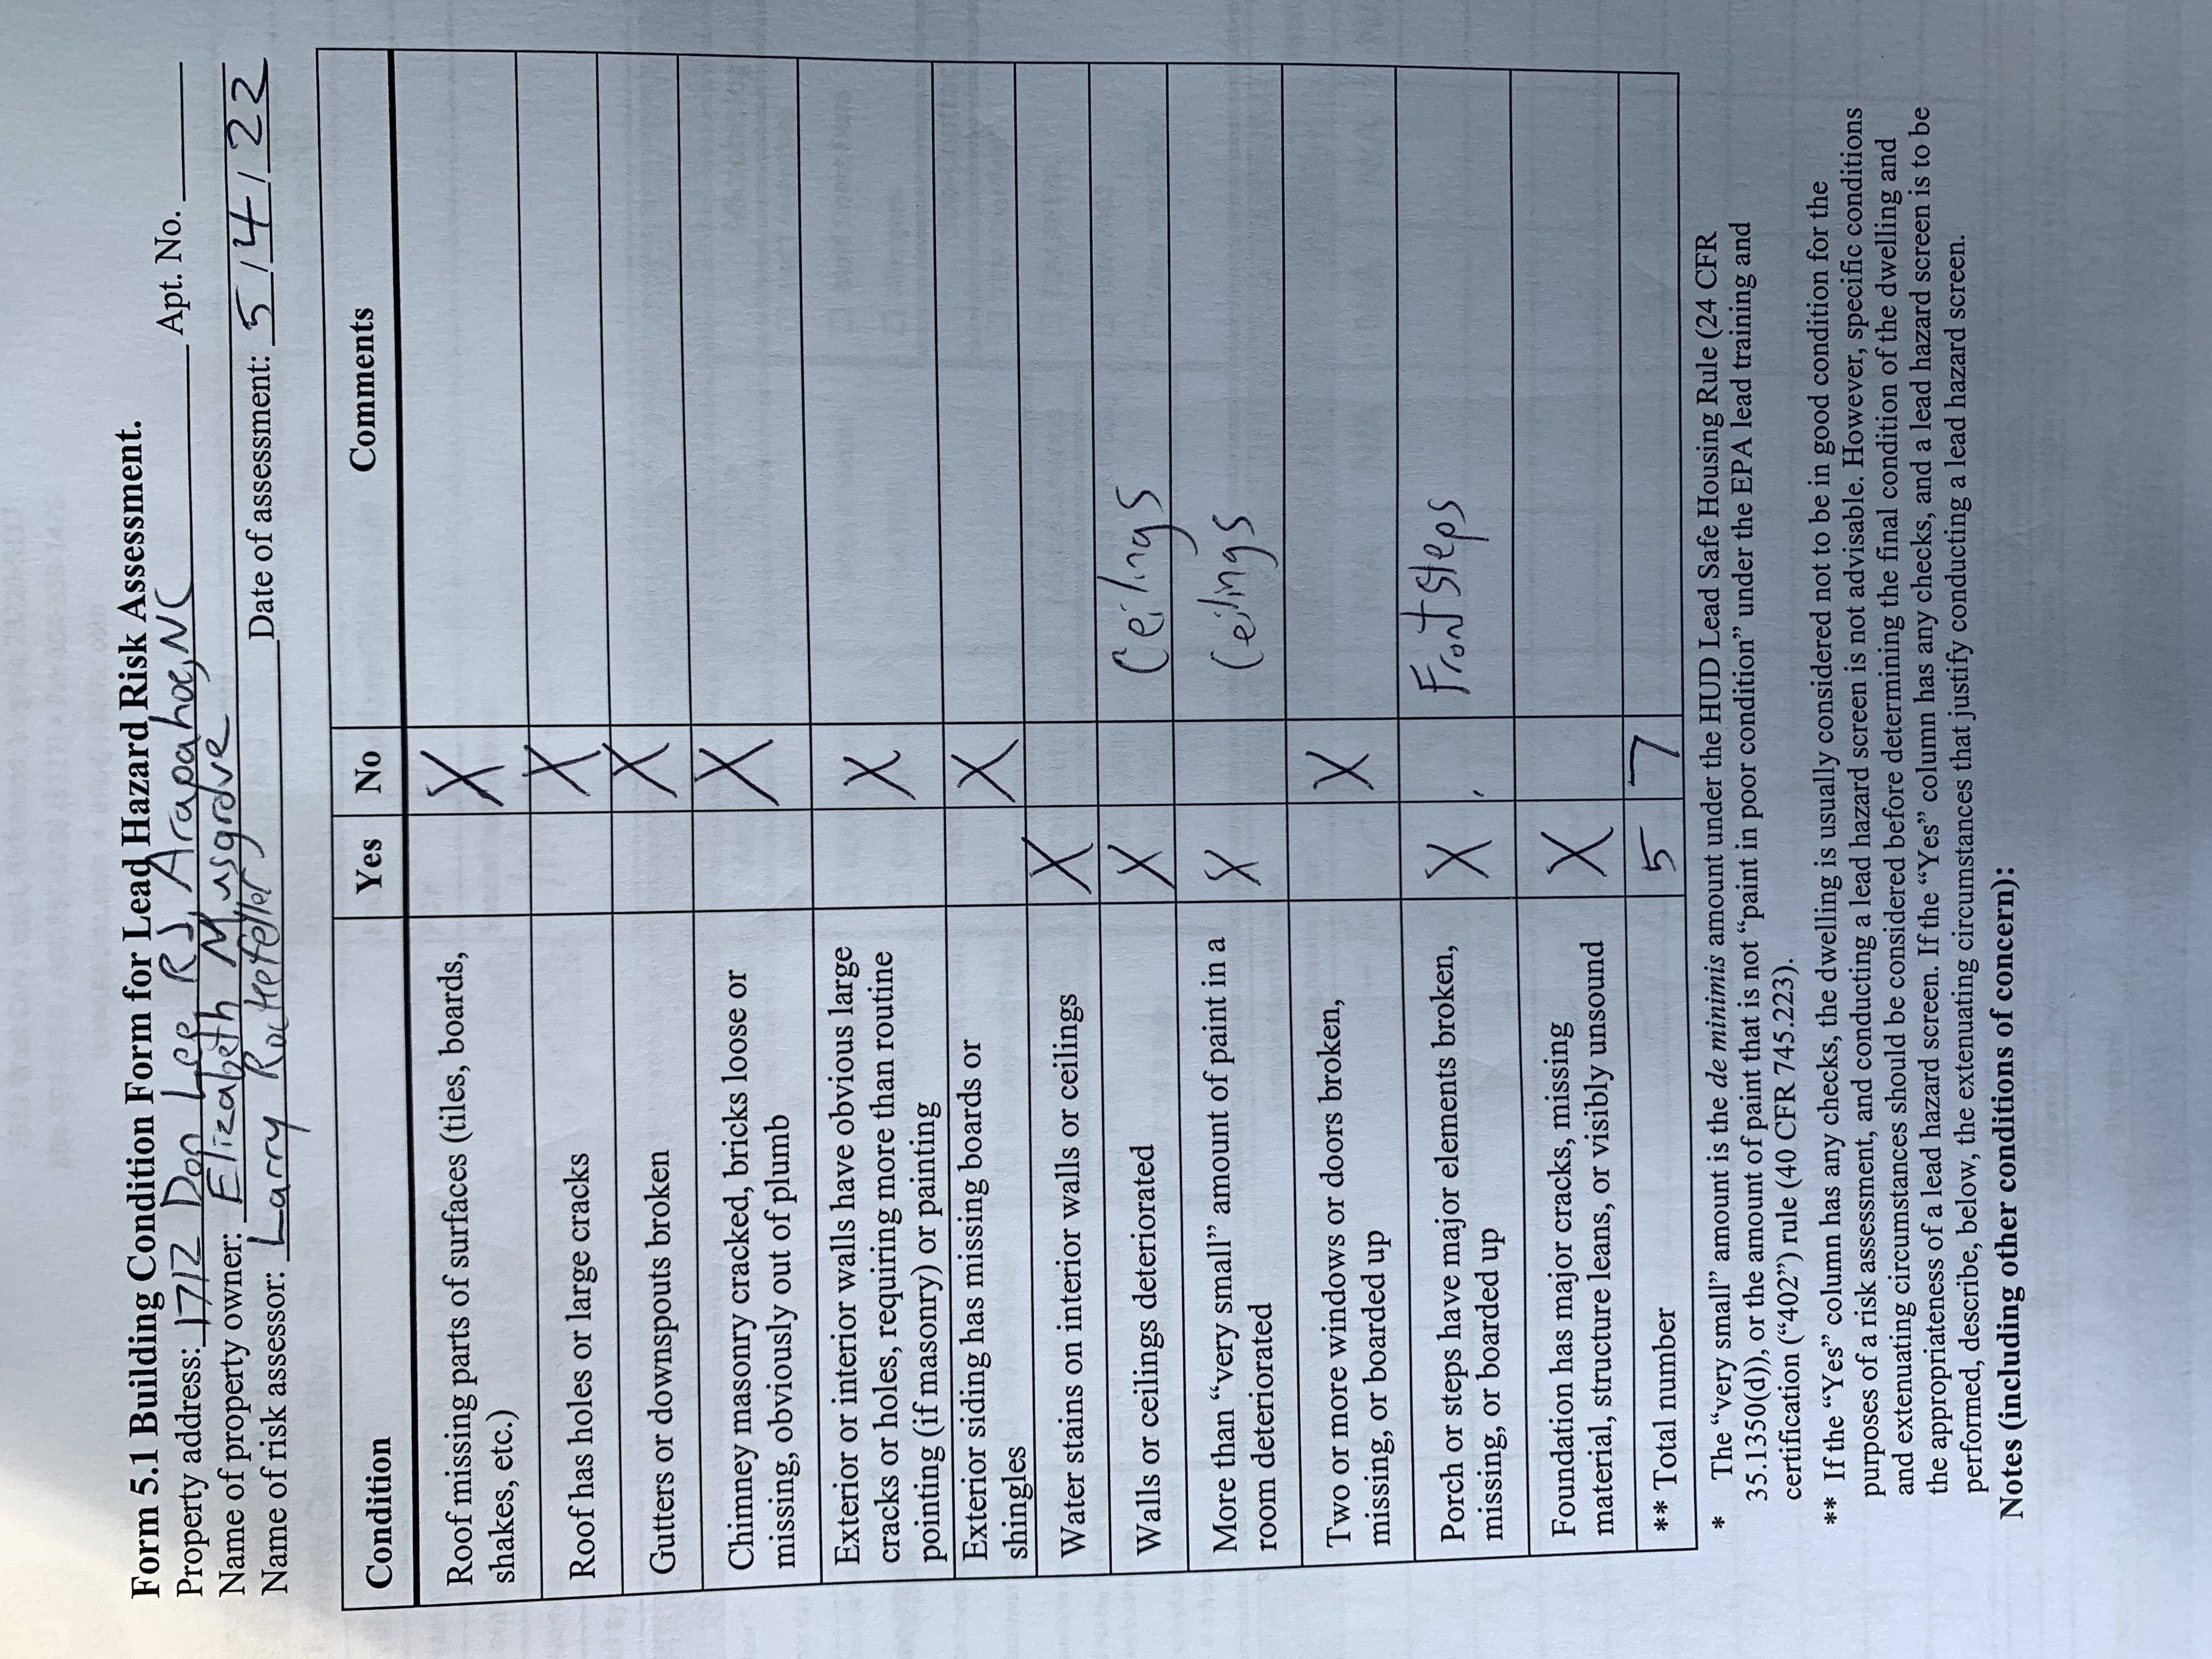 Form 5.1 Building Condition Form for Lead Hazard Risk Assessment.
Property address: 1712 Don Lee Rd, Arapahoe, NC Apt. No.
Name of property owner: Elizabeth Musgrove
Name of risk assessor: Larry Rockefeller Date of assessment: 5/4/22
Condition Yes No Comments
Roof missing parts of surfaces (tiles, boards,
shakes, etc.) X
Roof has holes or large cracks X
Gutters or downspouts broken X
Chimney masonry cracked, bricks loose or
missing, obviously out of plumb X
Exterior or interior walls have obvious large
cracks or holes, requiring more than routine X
pointing (if masonry) or painting
Exterior siding has missing boards or
shingles X
Water stains on interior walls or ceilings X
Walls or ceilings deteriorated X Ceilings
More than “very small” amount of paint in a
room deteriorated X Ceilings
Two or more windows or doors broken,
missing, or boarded up X
Porch or steps have major elements broken,
missing, or boarded up X Front steps
Foundation has major cracks, missing
material, structure leans, or visibly unsound X
** Total number 5 7
* The “very small” amount is the de minimis amount under the HUD Lead Safe Housing Rule (24 CFR
35.1350(d)), or the amount of paint that is not “paint in poor condition” under the EPA lead training and
certification (“402”) rule (40 CFR 745.223).
** If the “Yes” column has any checks, the dwelling is usually considered not to be in good condition for the
purposes of a risk assessment, and conducting a lead hazard screen is not advisable. However, specific conditions
and extenuating circumstances should be considered before determining the final condition of the dwelling and
the appropriateness of a lead hazard screen. If the “Yes” column has any checks, and a lead hazard screen is to be
performed, describe, below, the extenuating circumstances that justify conducting a lead hazard screen.
Notes (including other conditions of concern):